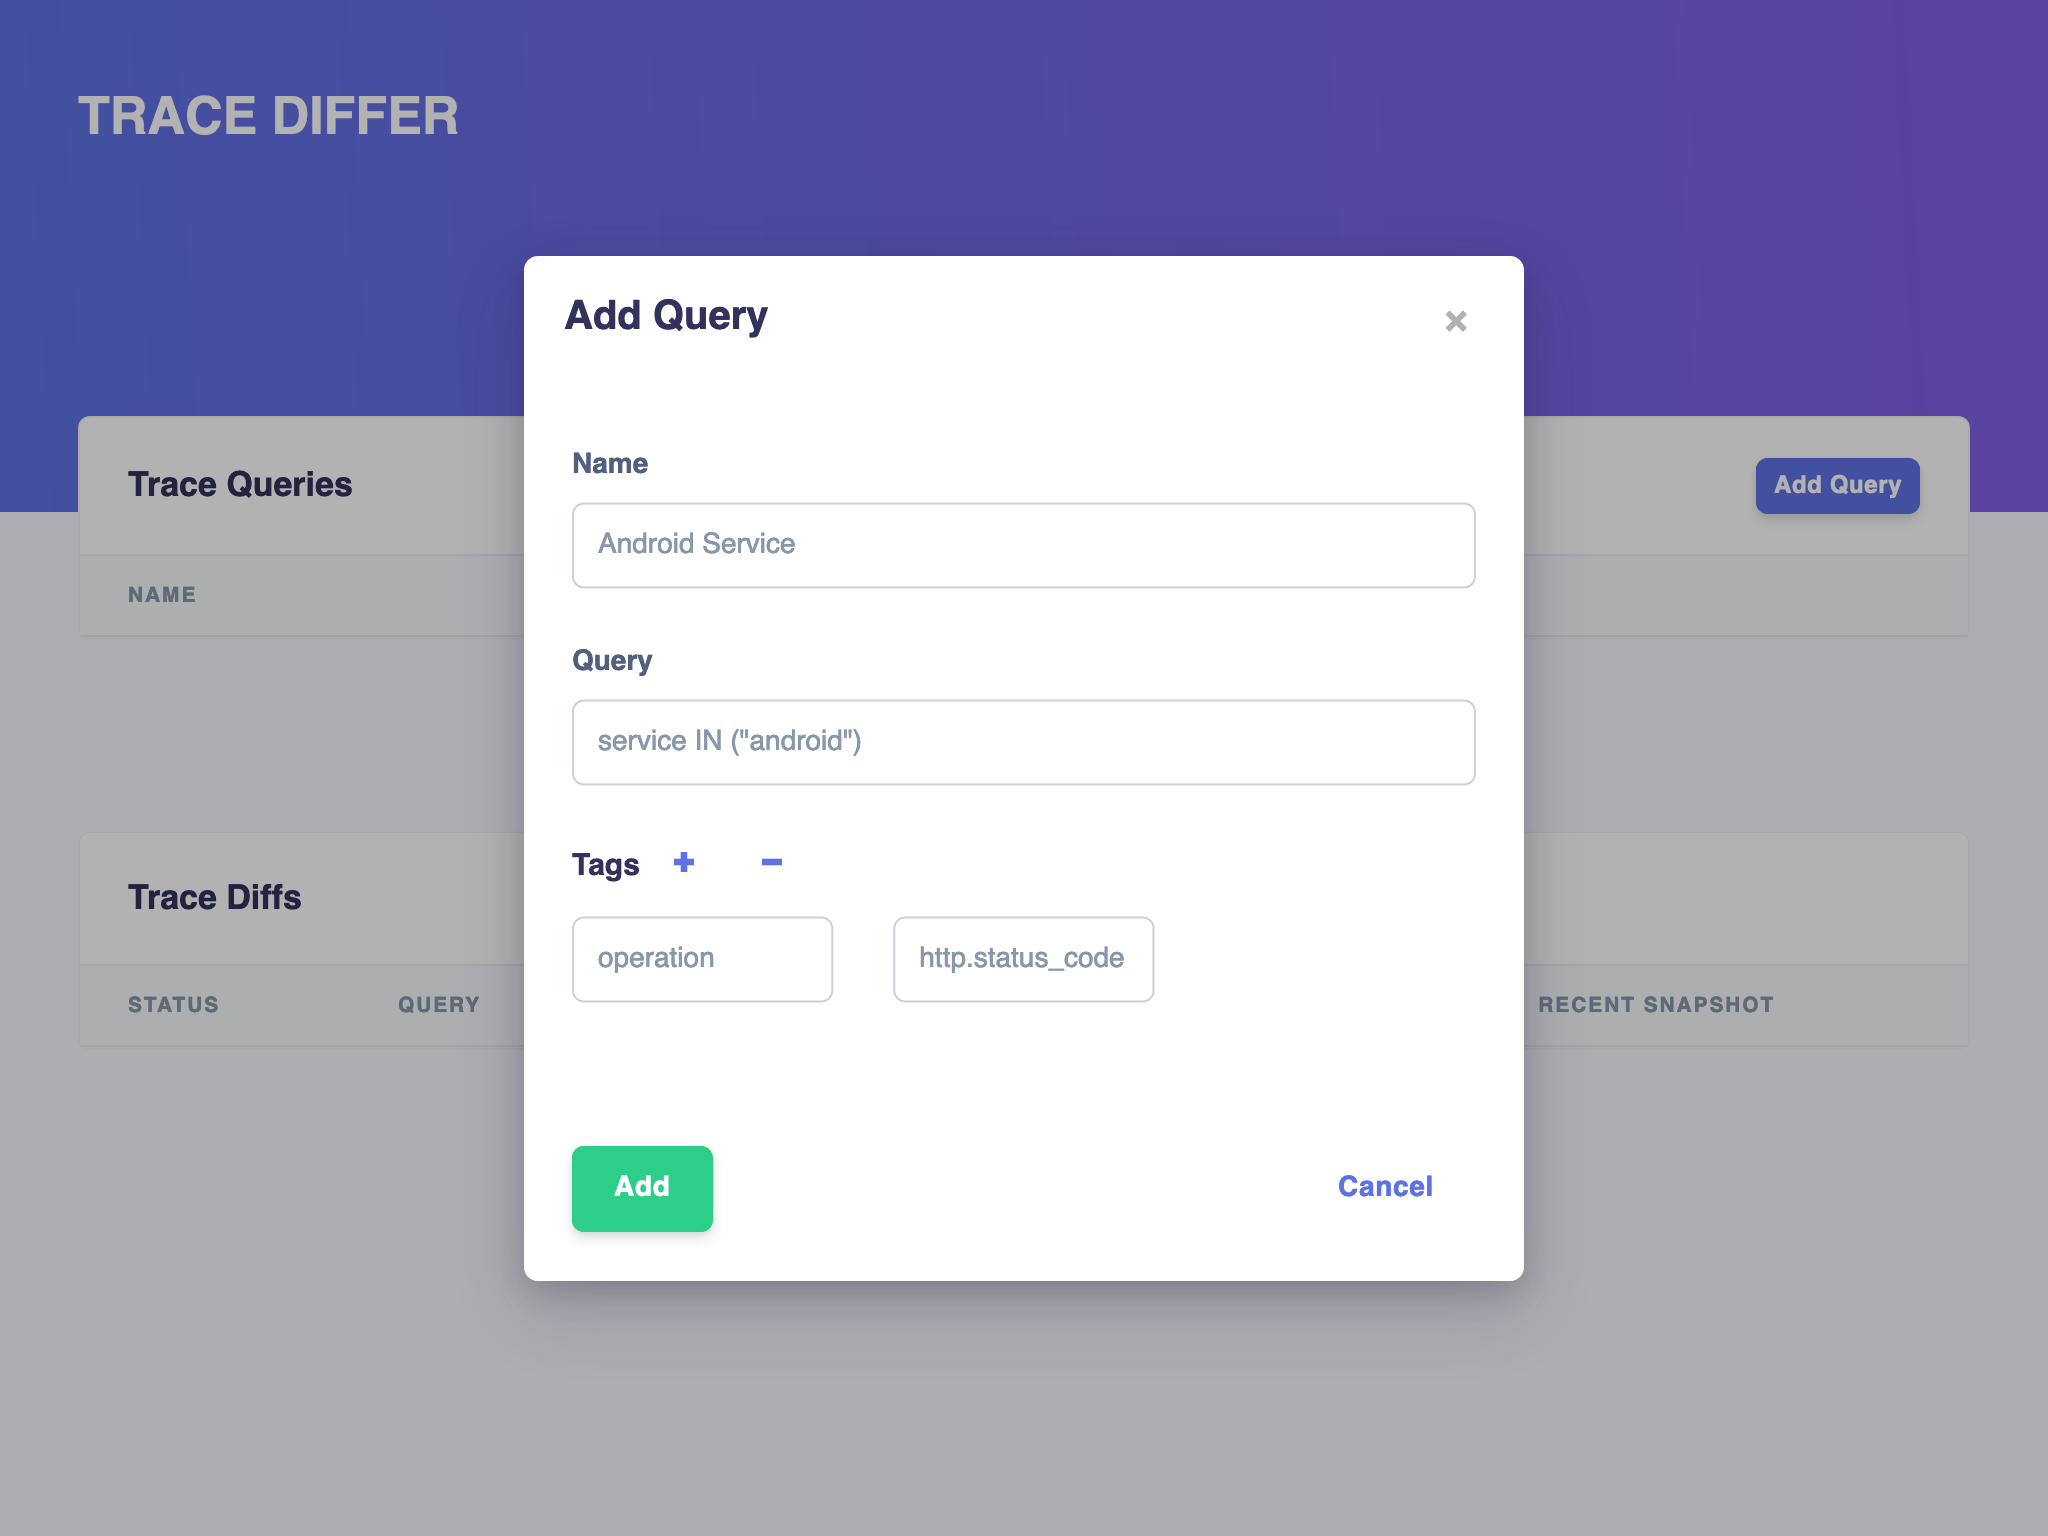 TRACE DIFFER
Add Query
×
Trace Queries
Add Query
NAME
Name
Android Service
Query
service IN ("android")
Tags + −
operation http.status_code
Trace Diffs
STATUS QUERY RECENT SNAPSHOT
Add Cancel